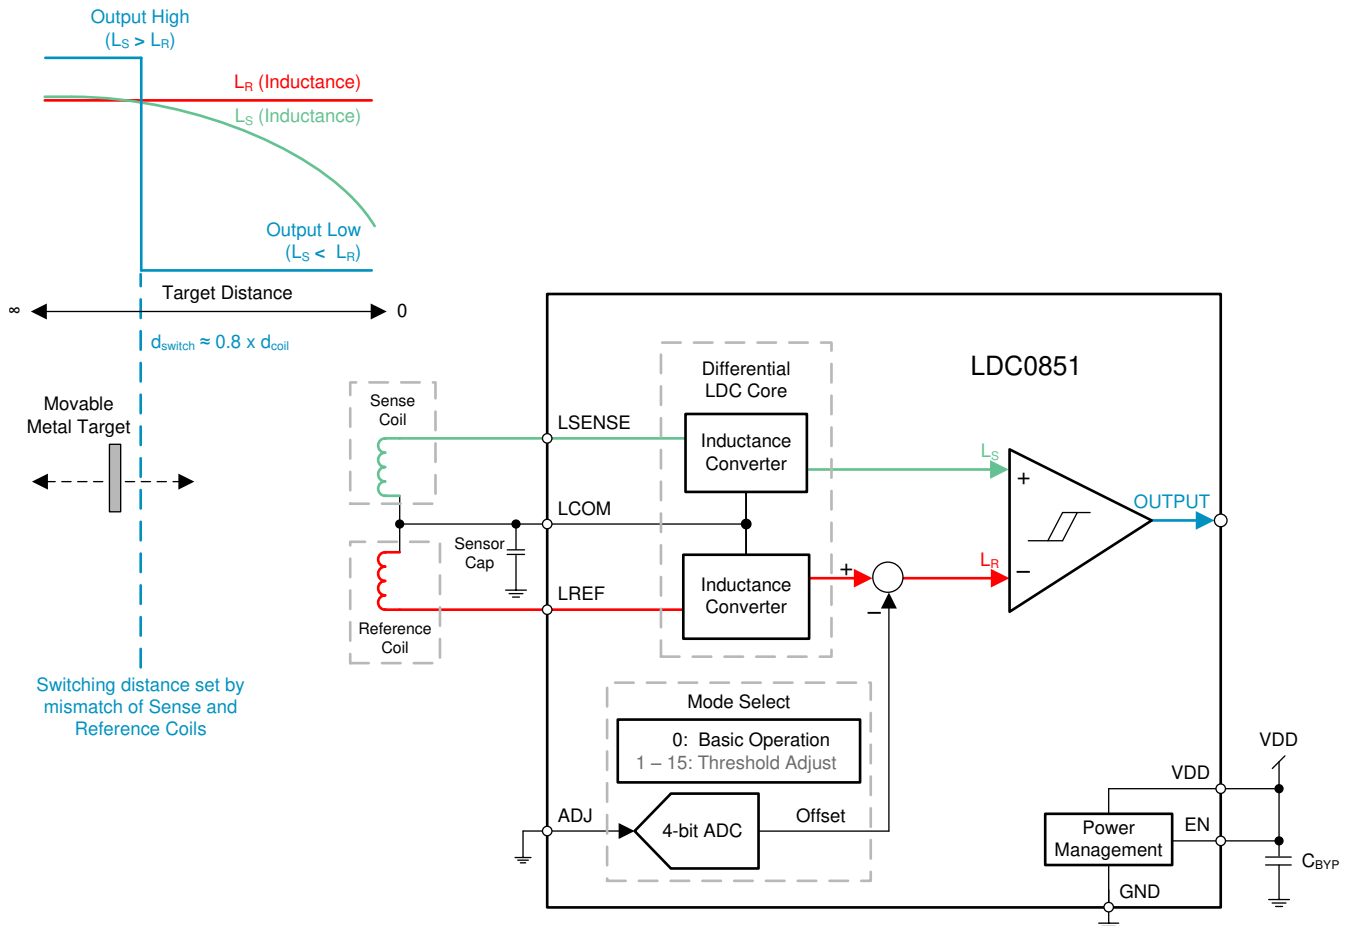 Output High
(LS > LR)
LR (Inductance)
LS (Inductance)
Output Low
(LS < LR)
Target Distance
∞
0
dswitch ≈ 0.8 x dcoil
Movable
Metal Target
Switching distance set by
mismatch of Sense and
Reference Coils
Sense
Coil
Sensor
Cap
Reference
Coil
LSENSE
LCOM
LREF
Differential
LDC Core
Inductance
Converter
Inductance
Converter
LDC0851
LS
+
OUTPUT
LR
−
+
−
Mode Select
0: Basic Operation
1 – 15: Threshold Adjust
ADJ
4-bit ADC
Offset
VDD
VDD
EN
Power
Management
GND
CBYP